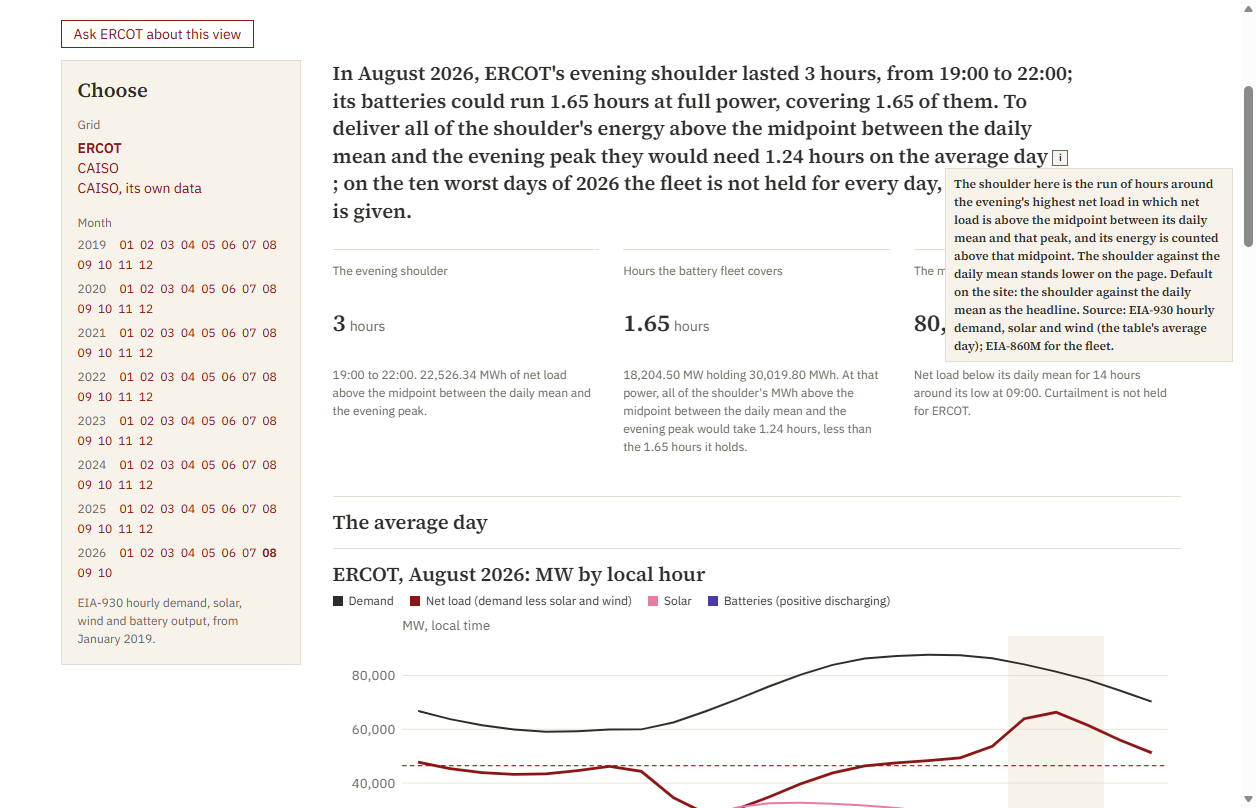 Ask ERCOT about this view
Choose
Grid
ERCOT
CAISO
CAISO, its own data
Month
2019 01 02 03 04 05 06 07 08
09 10 11 12
2020 01 02 03 04 05 06 07 08
09 10 11 12
2021 01 02 03 04 05 06 07 08
09 10 11 12
2022 01 02 03 04 05 06 07 08
09 10 11 12
2023 01 02 03 04 05 06 07 08
09 10 11 12
2024 01 02 03 04 05 06 07 08
09 10 11 12
2025 01 02 03 04 05 06 07 08
09 10 11 12
2026 01 02 03 04 05 06 07 08
09 10
EIA-930 hourly demand, solar,
wind and battery output, from
January 2019.
In August 2026, ERCOT's evening shoulder lasted 3 hours, from 19:00 to 22:00;
its batteries could run 1.65 hours at full power, covering 1.65 of them. To
deliver all of the shoulder's energy above the midpoint between the daily
mean and the evening peak they would need 1.24 hours on the average day i
; on the ten worst days of 2026 the fleet is not held for every day,
is given.
The shoulder here is the run of hours around
the evening's highest net load in which net
load is above the midpoint between its daily
mean and that peak, and its energy is counted
above that midpoint. The shoulder against the
daily mean stands lower on the page. Default
on the site: the shoulder against the daily
mean as the headline. Source: EIA-930 hourly
demand, solar and wind (the table's average
day); EIA-860M for the fleet.
The evening shoulder
3 hours
19:00 to 22:00. 22,526.34 MWh of net load
above the midpoint between the daily mean and
the evening peak.
Hours the battery fleet covers
1.65 hours
18,204.50 MW holding 30,019.80 MWh. At that
power, all of the shoulder's MWh above the
midpoint between the daily mean and the
evening peak would take 1.24 hours, less than
the 1.65 hours it holds.
The
80,
Net load below its daily mean for 14 hours
around its low at 09:00. Curtailment is not held
for ERCOT.
The average day
ERCOT, August 2026: MW by local hour
Demand Net load (demand less solar and wind) Solar Batteries (positive discharging)
MW, local time
80,000
60,000
40,000